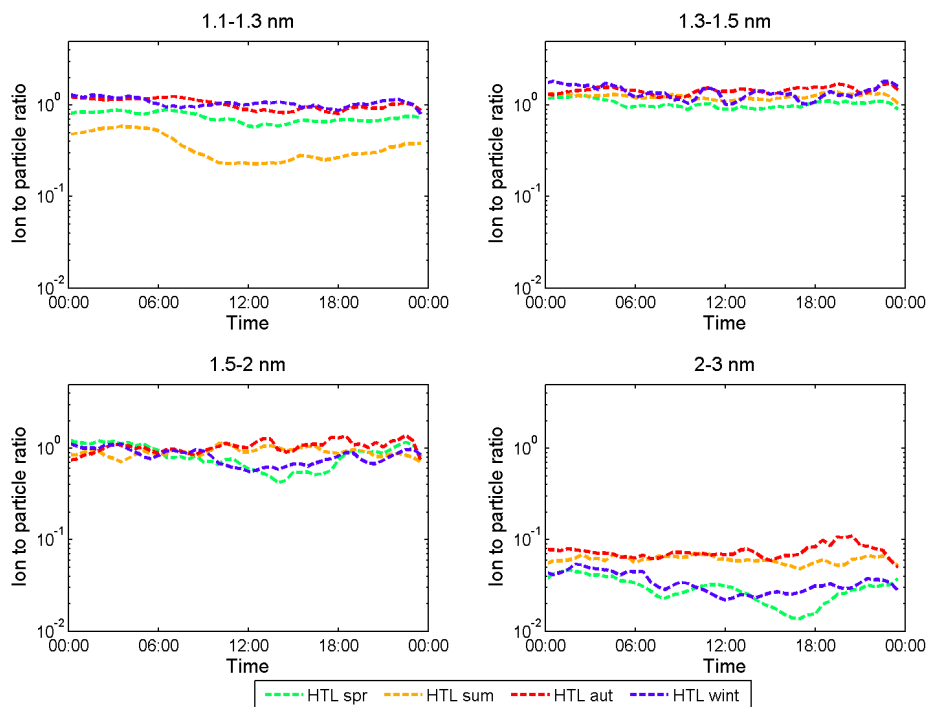 1.1-1.3 nm
Ion to particle ratio
10^0
10^-1
10^-2
00:00 06:00 12:00 18:00 00:00
Time
1.3-1.5 nm
Ion to particle ratio
10^0
10^-1
10^-2
00:00 06:00 12:00 18:00 00:00
Time
1.5-2 nm
Ion to particle ratio
10^0
10^-1
10^-2
00:00 06:00 12:00 18:00 00:00
Time
2-3 nm
Ion to particle ratio
10^0
10^-1
10^-2
00:00 06:00 12:00 18:00 00:00
Time
HTL spr HTL sum HTL aut HTL wint